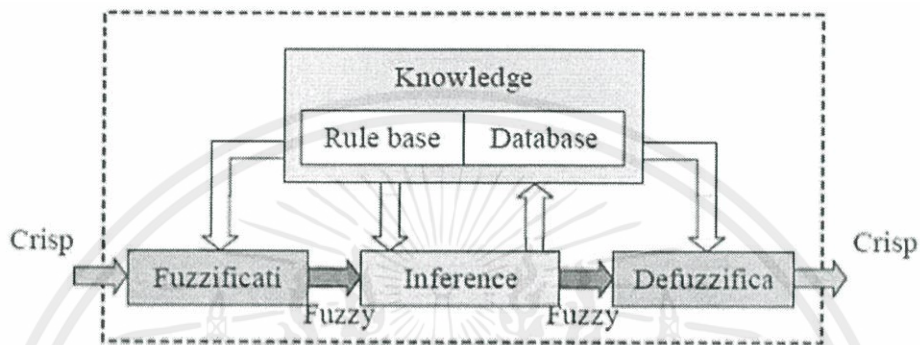 Knowledge
Rule base
Database
Crisp
Crisp
Fuzzificati
Inference
Defuzzifica
Fuzzy
Fuzzy